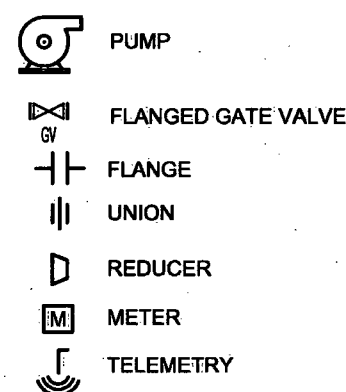 PUMP
GV FLANGED GATE VALVE
FLANGE
UNION
REDUCER
M METER
TELEMETRY